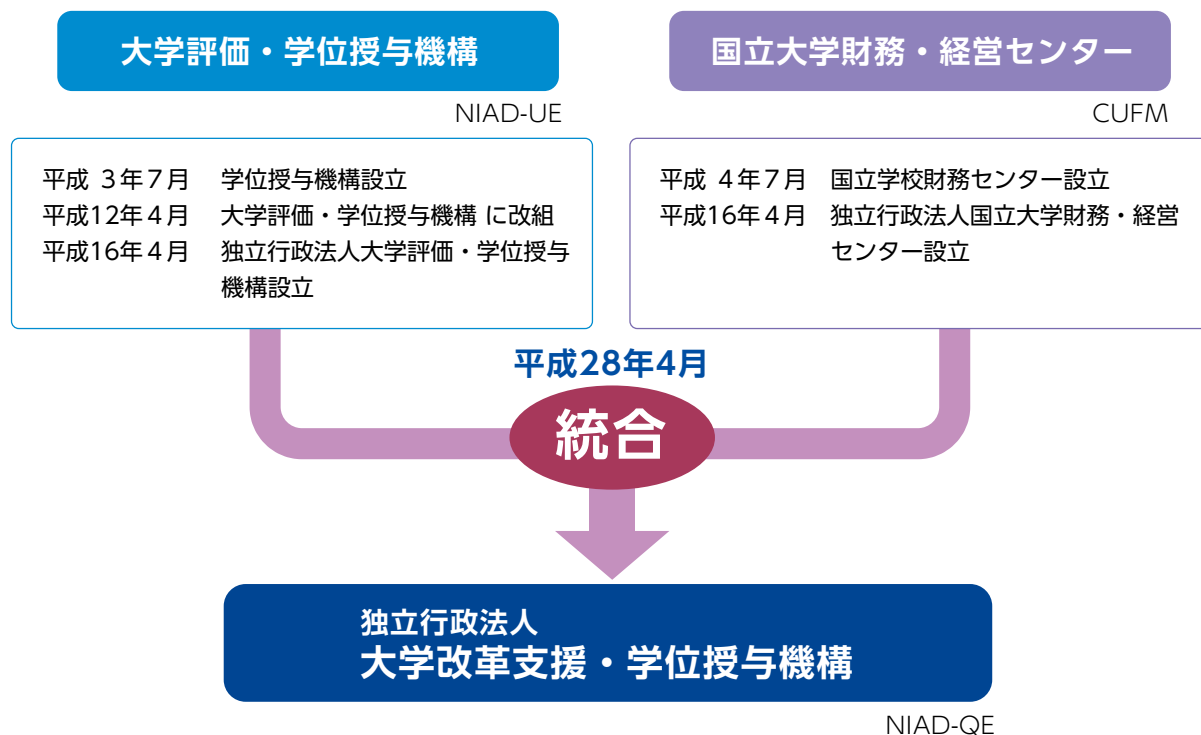 大学評価・学位授与機構
NIAD-UE
平成 3年7月 学位授与機構設立
平成12年4月 大学評価・学位授与機構 に改組
平成16年4月 独立行政法人大学評価・学位授与
機構設立
国立大学財務・経営センター
CUFM
平成 4年7月 国立学校財務センター設立
平成16年4月 独立行政法人国立大学財務・経営
センター設立
平成28年4月
統合
独立行政法人
大学改革支援・学位授与機構
NIAD-QE